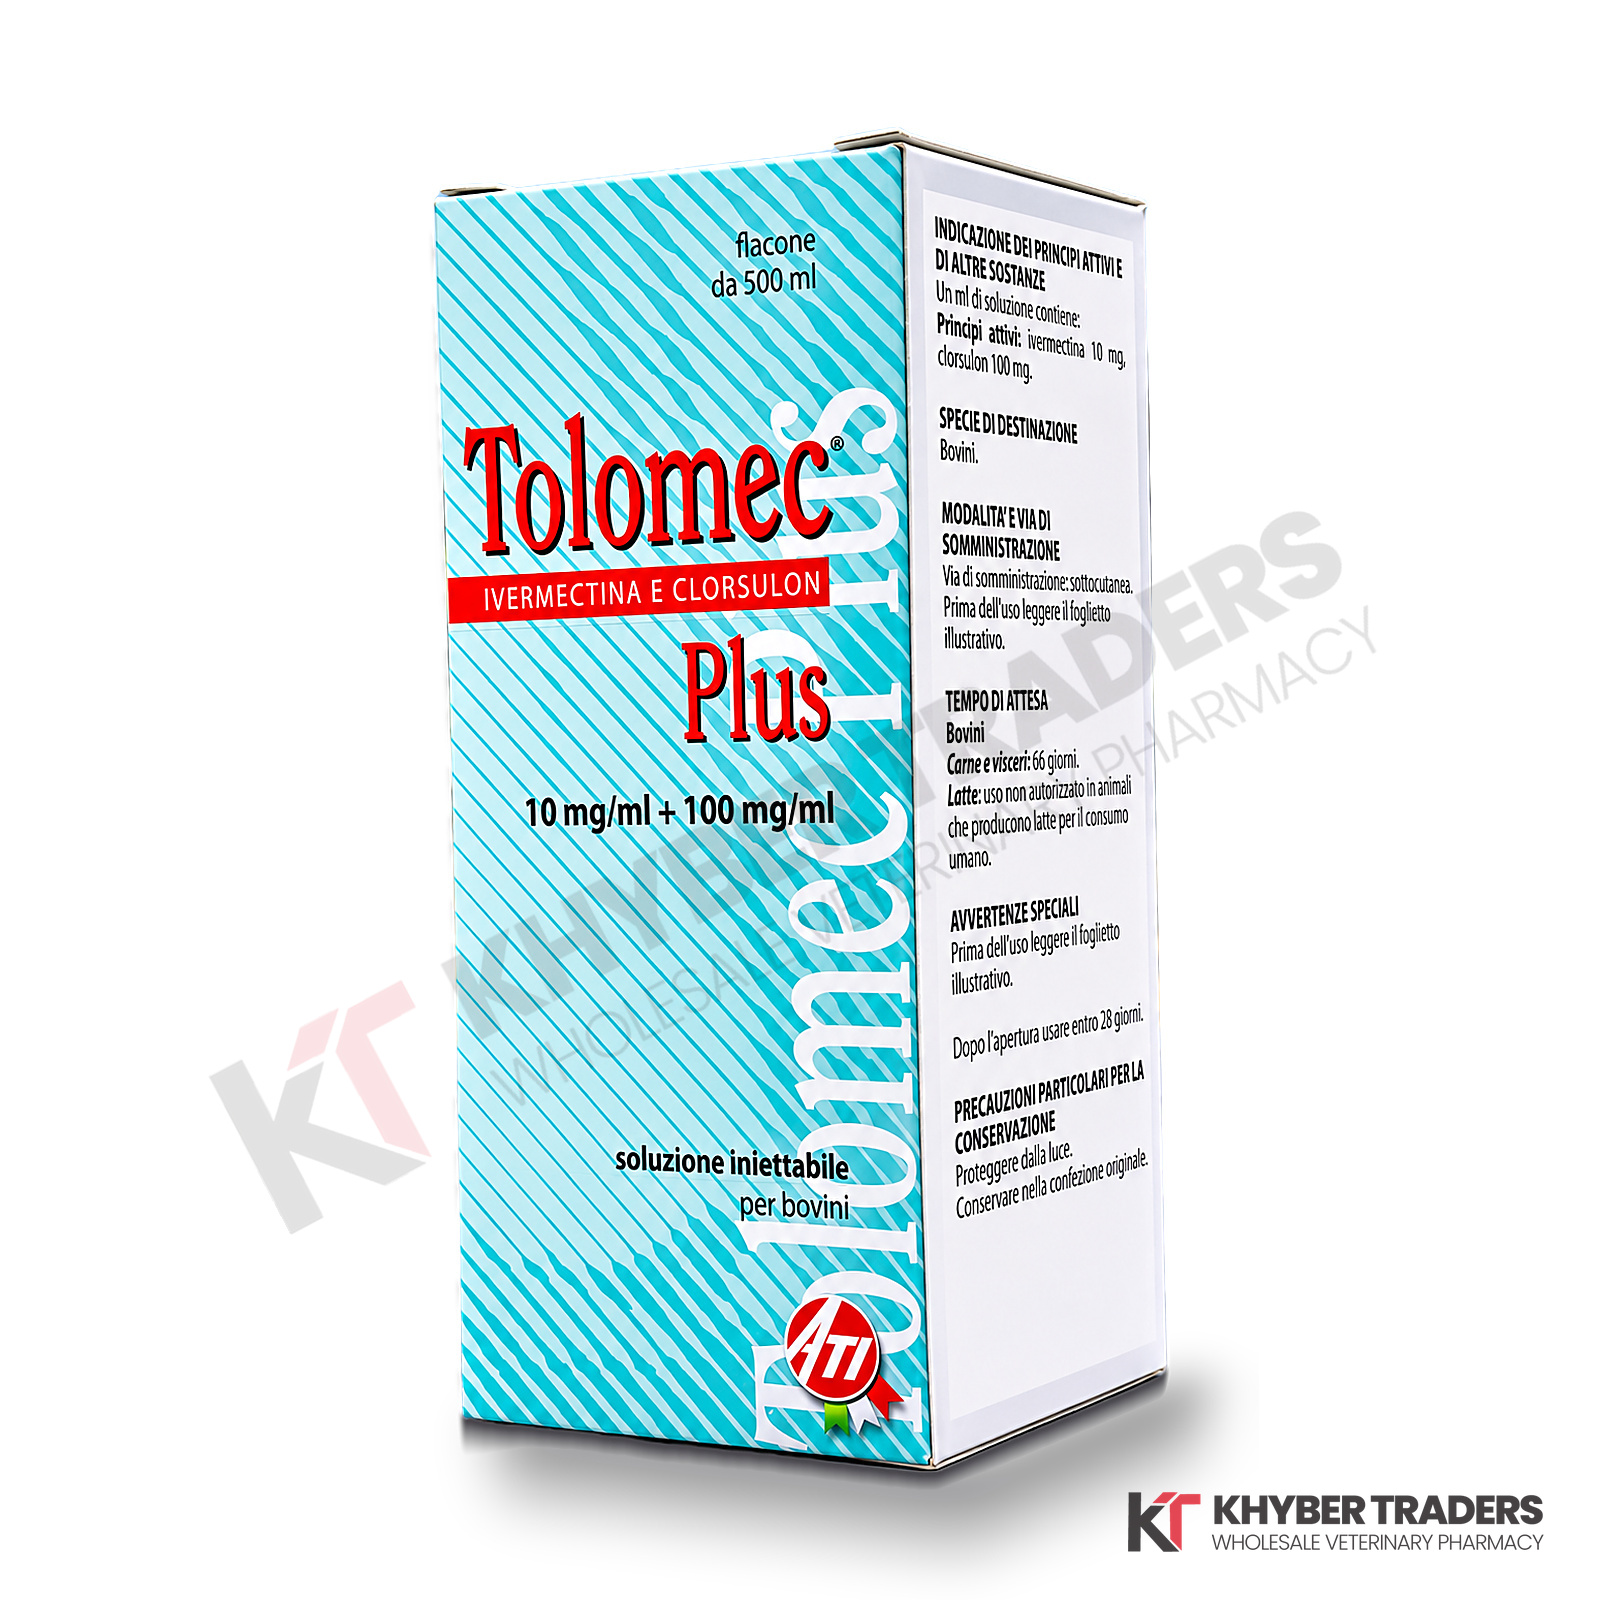 flacone
da 500 ml
Tolomec®
IVERMECTINA E CLORSULON
Plus
10 mg/ml + 100 mg/ml
soluzione iniettabile
per bovini
Tolomec Plus
ATI
INDICAZIONE DEI PRINCIPI ATTIVI E
DI ALTRE SOSTANZE
Un ml di soluzione contiene:
Principi attivi: ivermectina 10 mg,
clorsulon 100 mg.
SPECIE DI DESTINAZIONE
Bovini.
MODALITA' E VIA DI
SOMMINISTRAZIONE
Via di somministrazione: sottocutanea.
Prima dell'uso leggere il foglietto
illustrativo.
TEMPO DI ATTESA
Bovini
Carne e visceri: 66 giorni.
Latte: uso non autorizzato in animali
che producono latte per il consumo
umano.
AVVERTENZE SPECIALI
Prima dell'uso leggere il foglietto
illustrativo.
Dopo l'apertura usare entro 28 giorni.
PRECAUZIONI PARTICOLARI PER LA
CONSERVAZIONE
Proteggere dalla luce.
Conservare nella confezione originale.
KT KHYBER TRADERS
WHOLESALE VETERINARY PHARMACY
KT KHYBER TRADERS
WHOLESALE VETERINARY PHARMACY